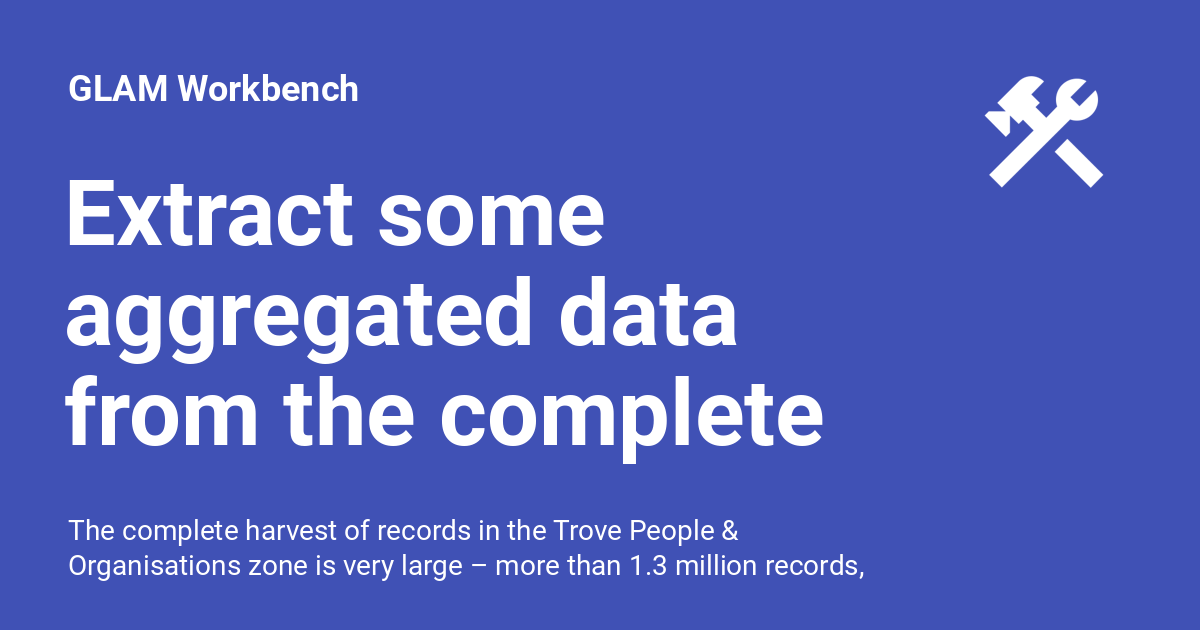 GLAM Workbench
Extract some
aggregated data
from the complete
The complete harvest of records in the Trove People &
Organisations zone is very large – more than 1.3 million records,